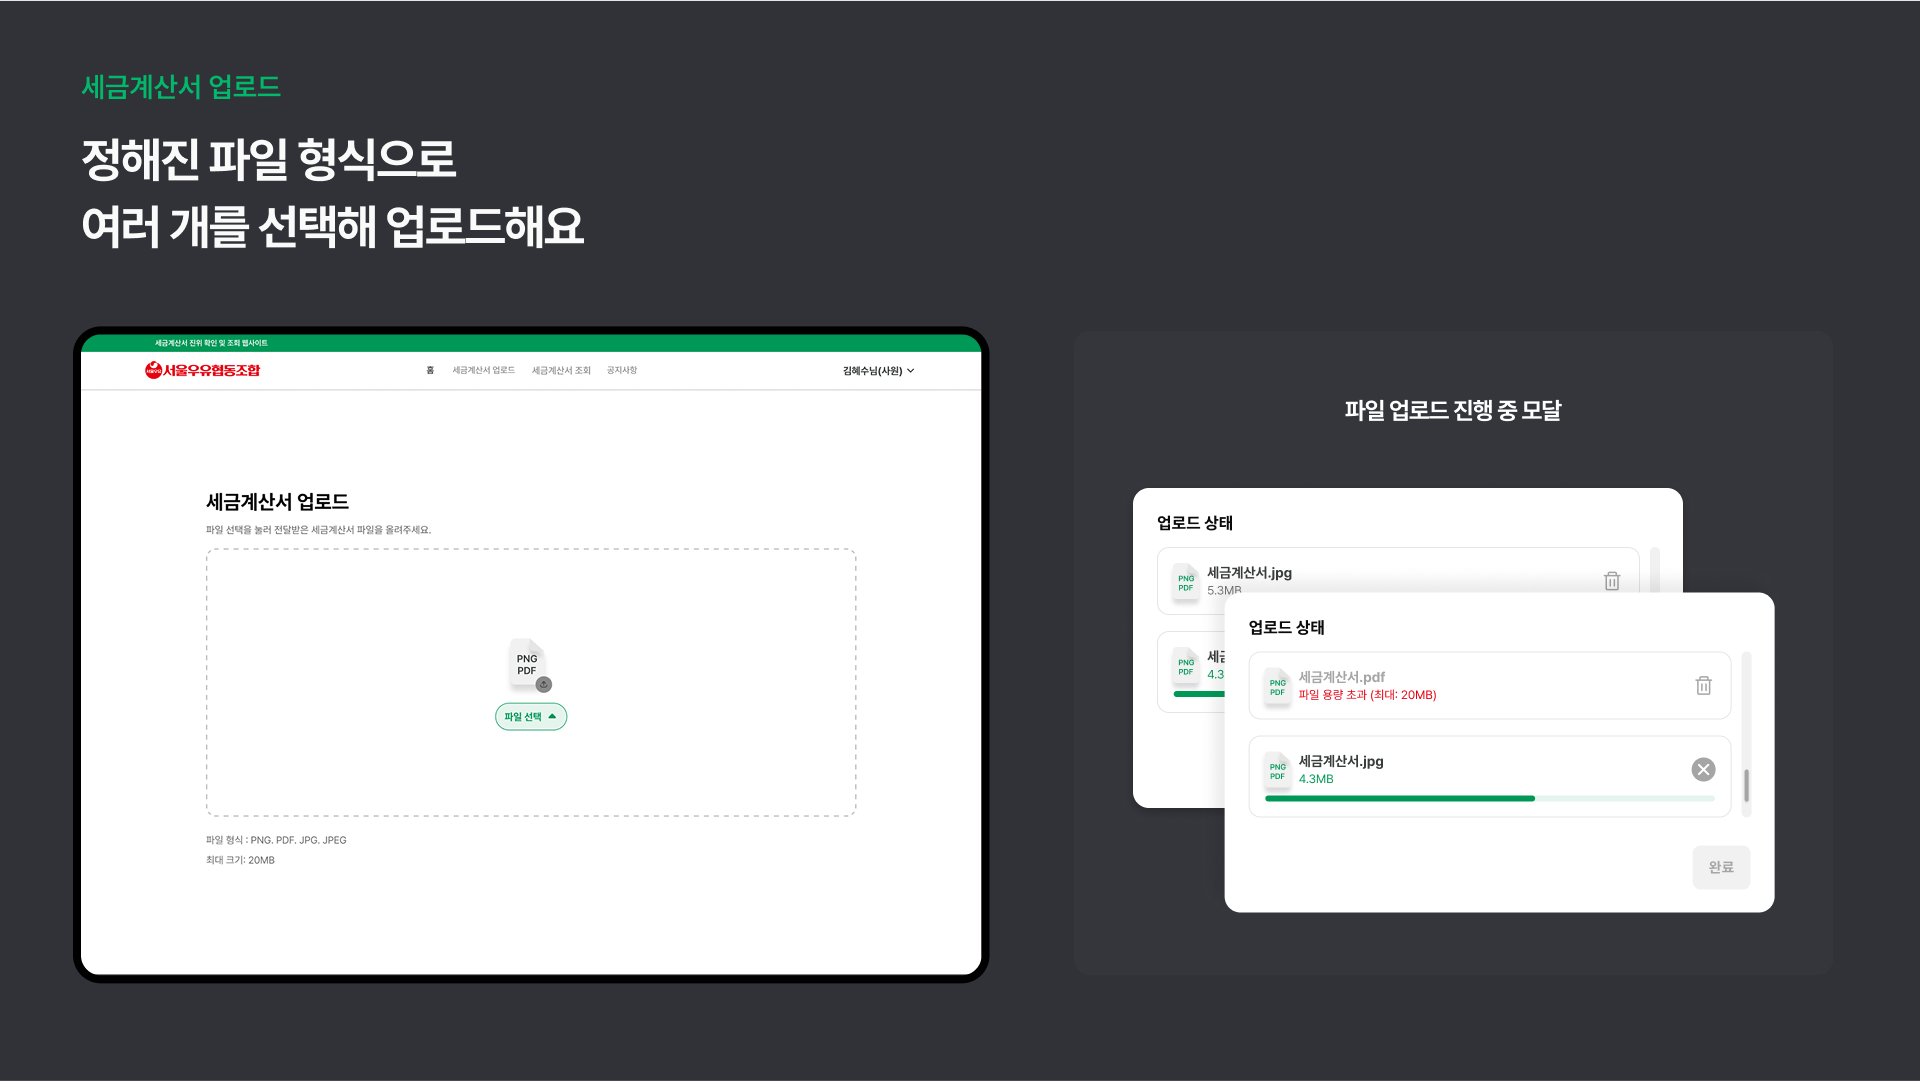 세금계산서 업로드
정해진 파일 형식으로
여러 개를 선택해 업로드해요
세금계산서 진위 확인 및 조회 웹사이트
서울우유 서울우유협동조합
홈 세금계산서 업로드 세금계산서 조회 공지사항
김혜수님(사원)
세금계산서 업로드
파일 선택을 눌러 전달받은 세금계산서 파일을 올려주세요.
PNG
PDF
파일 선택
파일 형식 : PNG. PDF. JPG. JPEG
최대 크기: 20MB
파일 업로드 진행 중 모달
업로드 상태
PNG
PDF
세금계산서.jpg
5.3MB
PNG
PDF
세금
4.3
업로드 상태
PNG
PDF
세금계산서.pdf
파일 용량 초과 (최대: 20MB)
PNG
PDF
세금계산서.jpg
4.3MB
완료